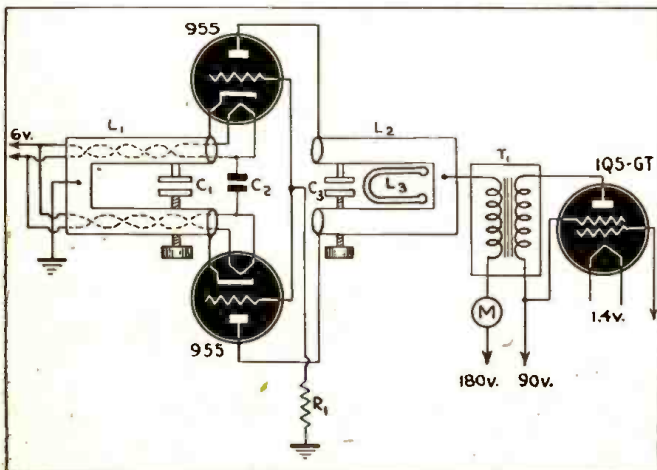 955
L₁
L₂
6v.
C₁
C₂
C₃
L₃
T₁
1Q5-GT
M
955
1.4v.
180v.
90v.
R₁